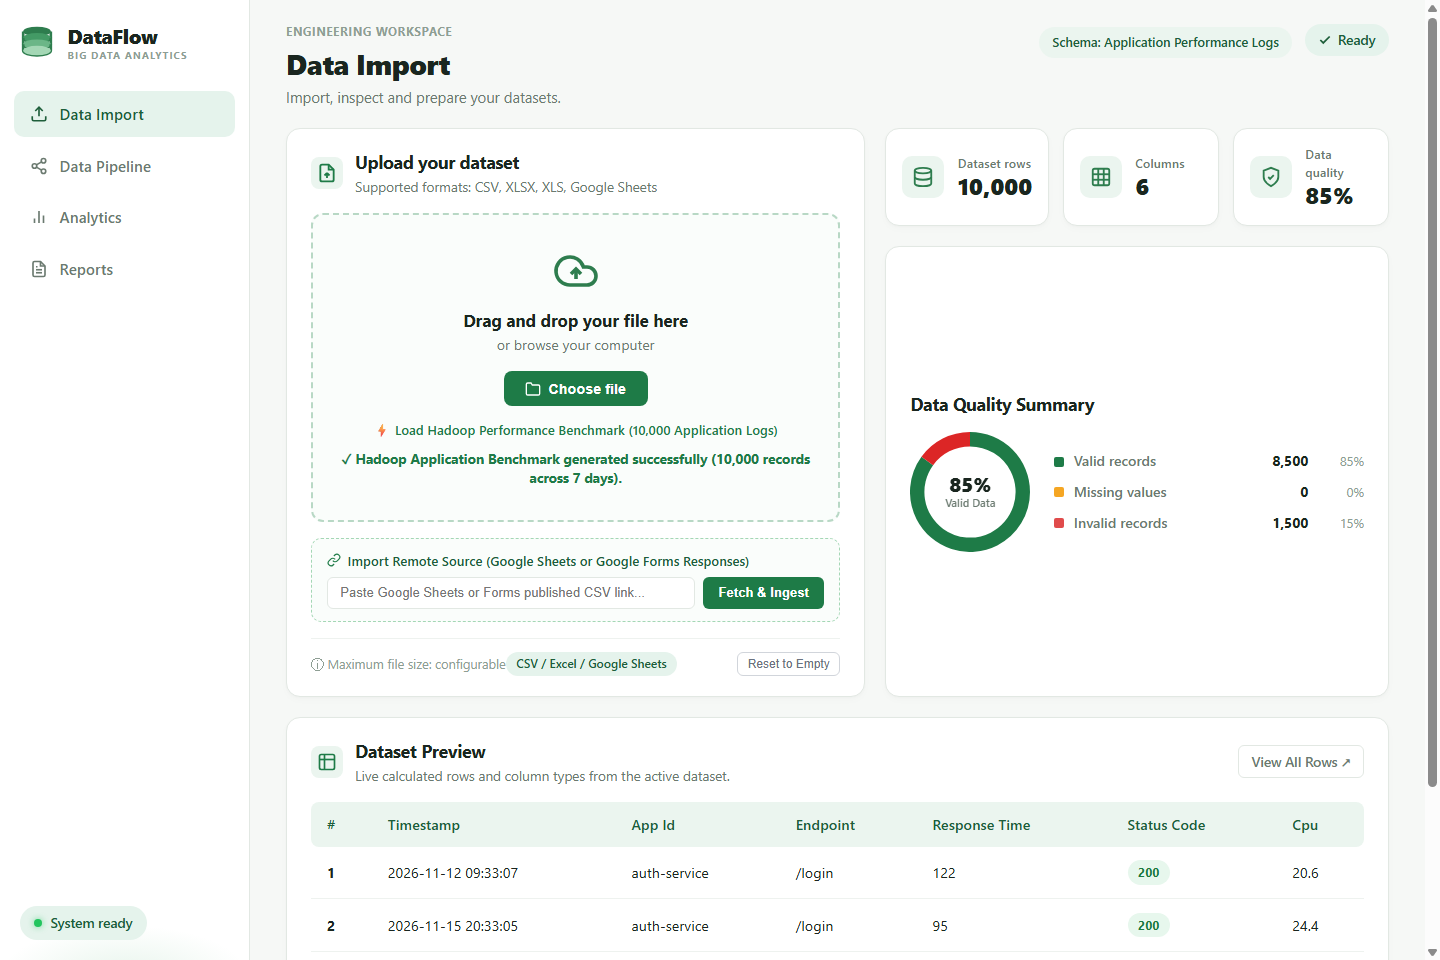 DataFlow
BIG DATA ANALYTICS
Data Import
Data Pipeline
Analytics
Reports
System ready
ENGINEERING WORKSPACE
Data Import
Import, inspect and prepare your datasets.
Schema: Application Performance Logs
✓ Ready
Upload your dataset
Supported formats: CSV, XLSX, XLS, Google Sheets
Drag and drop your file here
or browse your computer
Choose file
Load Hadoop Performance Benchmark (10,000 Application Logs)
✓ Hadoop Application Benchmark generated successfully (10,000 records
across 7 days).
Import Remote Source (Google Sheets or Google Forms Responses)
Paste Google Sheets or Forms published CSV link...
Fetch & Ingest
Maximum file size: configurable
CSV / Excel / Google Sheets
Reset to Empty
Dataset rows
10,000
Columns
6
Data
quality
85%
Data Quality Summary
85%
Valid Data
Valid records 8,500 85%
Missing values 0 0%
Invalid records 1,500 15%
Dataset Preview
Live calculated rows and column types from the active dataset.
View All Rows ↗
# Timestamp App Id Endpoint Response Time Status Code Cpu
1 2026-11-12 09:33:07 auth-service /login 122 200 20.6
2 2026-11-15 20:33:05 auth-service /login 95 200 24.4